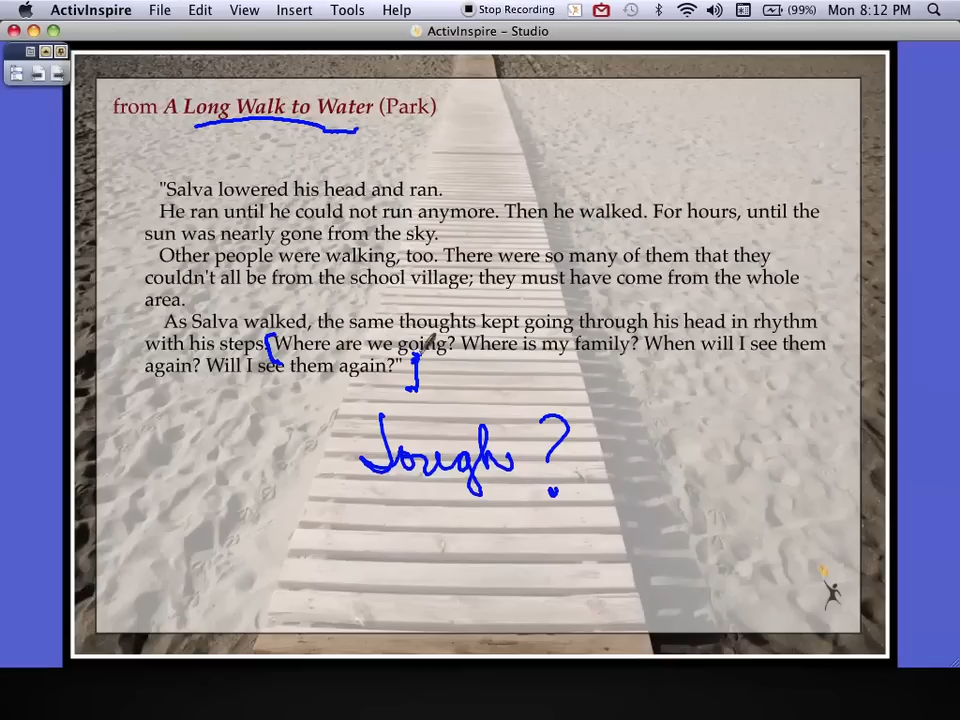 ActivInspire File Edit View Insert Tools Help Stop Recording (99%) Mon 8:12 PM
ActivInspire – Studio
from A Long Walk to Water (Park)
"Salva lowered his head and ran.
He ran until he could not run anymore. Then he walked. For hours, until the
sun was nearly gone from the sky.
Other people were walking, too. There were so many of them that they
couldn't all be from the school village; they must have come from the whole
area.
As Salva walked, the same thoughts kept going through his head in rhythm
with his steps. Where are we going? Where is my family? When will I see them
again? Will I see them again?"
Tough ?